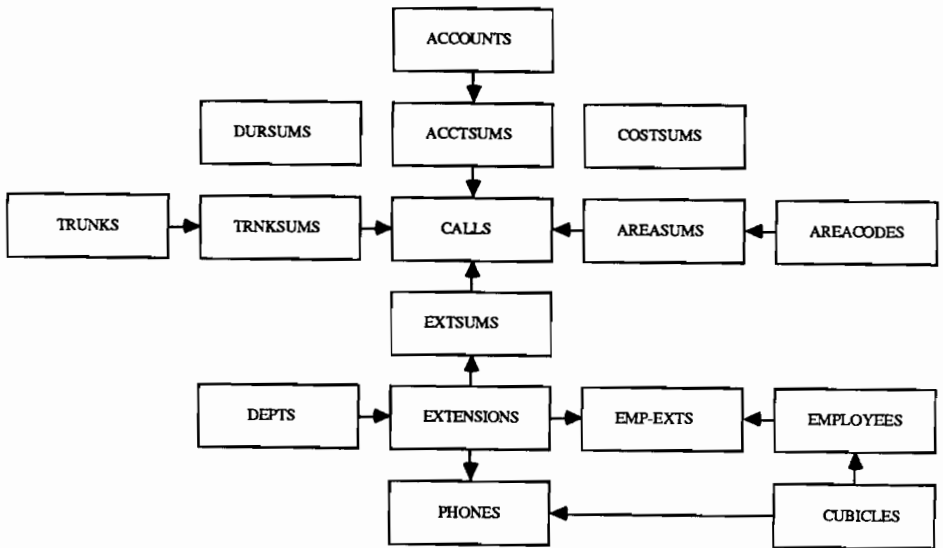 ACCOUNTS
DURSUMS
ACCTSUMS
COSTSUMS
TRUNKS
TRNKSUMS
CALLS
AREASUMS
AREACODES
EXTSUMS
DEPTS
EXTENSIONS
EMP-EXTS
EMPLOYEES
PHONES
CUBICLES